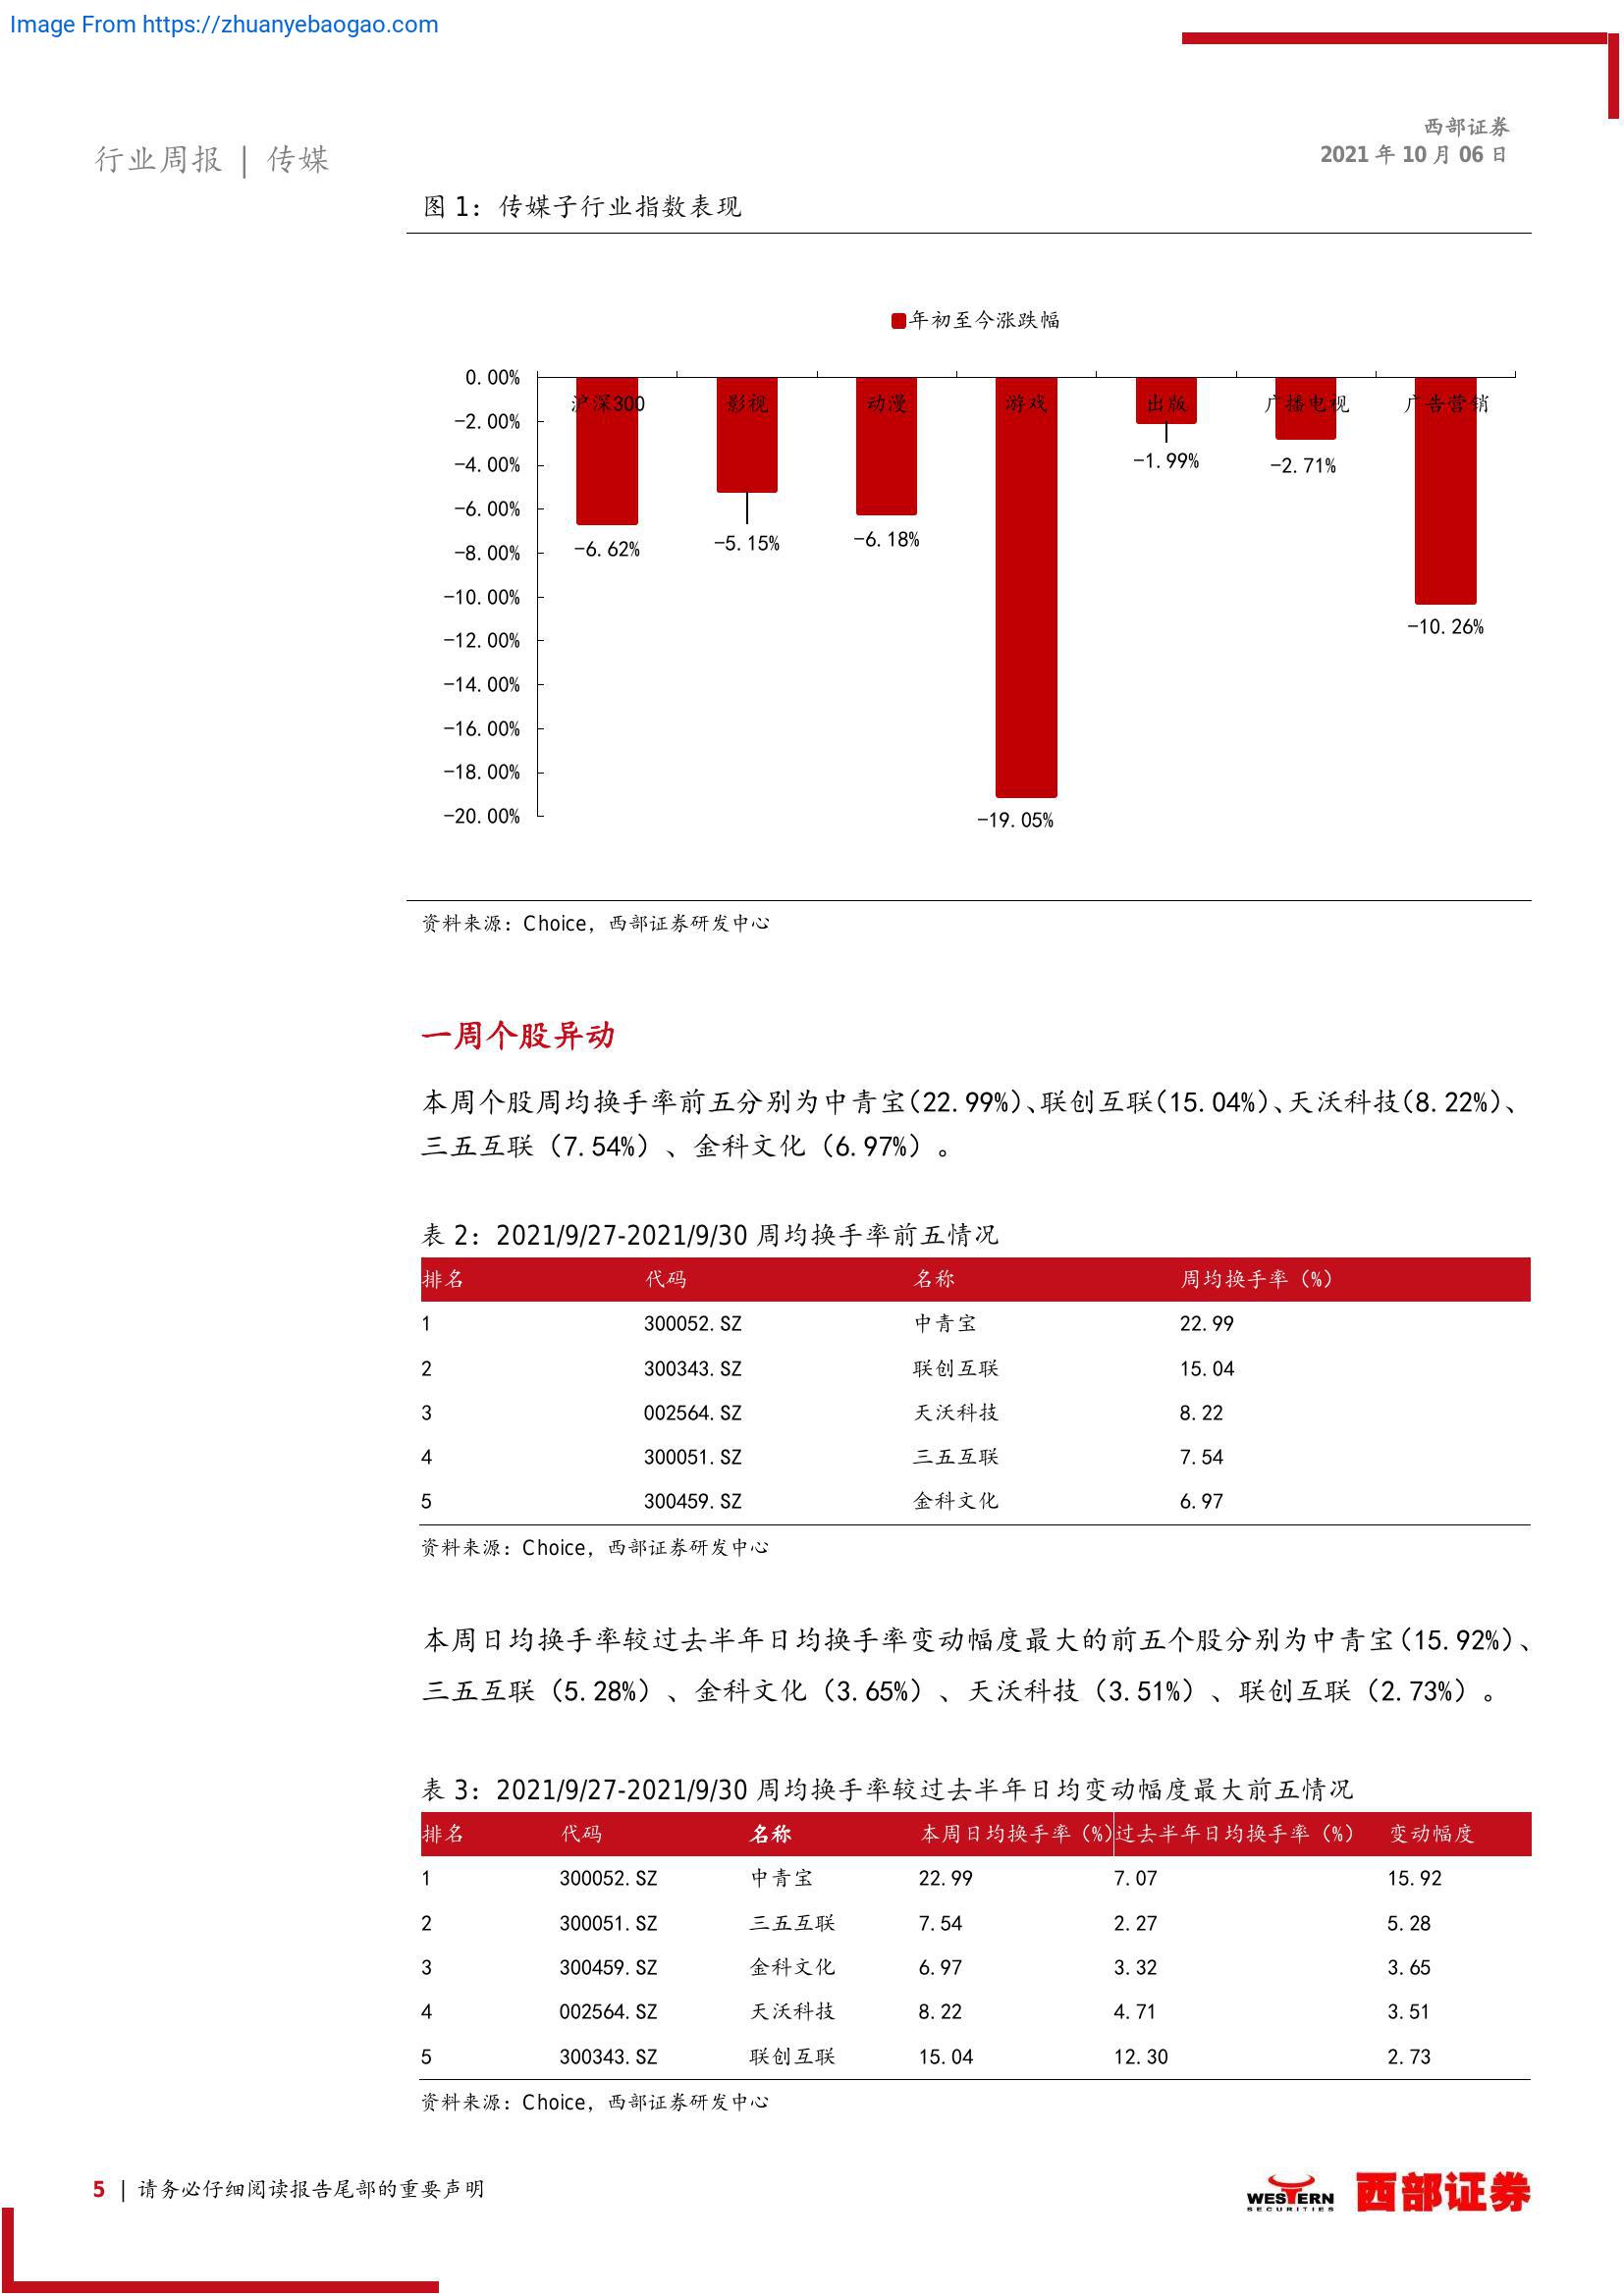 Image From https://zhuanyebaogao.com
西部证券
2021 年 10 月 06 日
行业周报 | 传媒
图 1：传媒子行业指数表现
年初至今涨跌幅
0.00%
-2.00%
-4.00%
-6.00%
-8.00%
-10.00%
-12.00%
-14.00%
-16.00%
-18.00%
-20.00%
沪深300 影视 动漫 游戏 出版 广播电视 广告营销
-6.62% -5.15% -6.18% -19.05% -1.99% -2.71% -10.26%
资料来源：Choice，西部证券研发中心
一周个股异动
本周个股周均换手率前五分别为中青宝（22.99%）、联创互联（15.04%）、天沃科技（8.22%）、
三五互联（7.54%）、金科文化（6.97%）。
表 2：2021/9/27-2021/9/30 周均换手率前五情况
排名 代码 名称 周均换手率（%）
1 300052.SZ 中青宝 22.99
2 300343.SZ 联创互联 15.04
3 002564.SZ 天沃科技 8.22
4 300051.SZ 三五互联 7.54
5 300459.SZ 金科文化 6.97
资料来源：Choice，西部证券研发中心
本周日均换手率较过去半年日均换手率变动幅度最大的前五个股分别为中青宝（15.92%）、
三五互联（5.28%）、金科文化（3.65%）、天沃科技（3.51%）、联创互联（2.73%）。
表 3：2021/9/27-2021/9/30 周均换手率较过去半年日均变动幅度最大前五情况
排名 代码 名称 本周日均换手率（%） 过去半年日均换手率（%） 变动幅度
1 300052.SZ 中青宝 22.99 7.07 15.92
2 300051.SZ 三五互联 7.54 2.27 5.28
3 300459.SZ 金科文化 6.97 3.32 3.65
4 002564.SZ 天沃科技 8.22 4.71 3.51
5 300343.SZ 联创互联 15.04 12.30 2.73
资料来源：Choice，西部证券研发中心
5 | 请务必仔细阅读报告尾部的重要声明
WESTERN
SECURITIES
西部证券